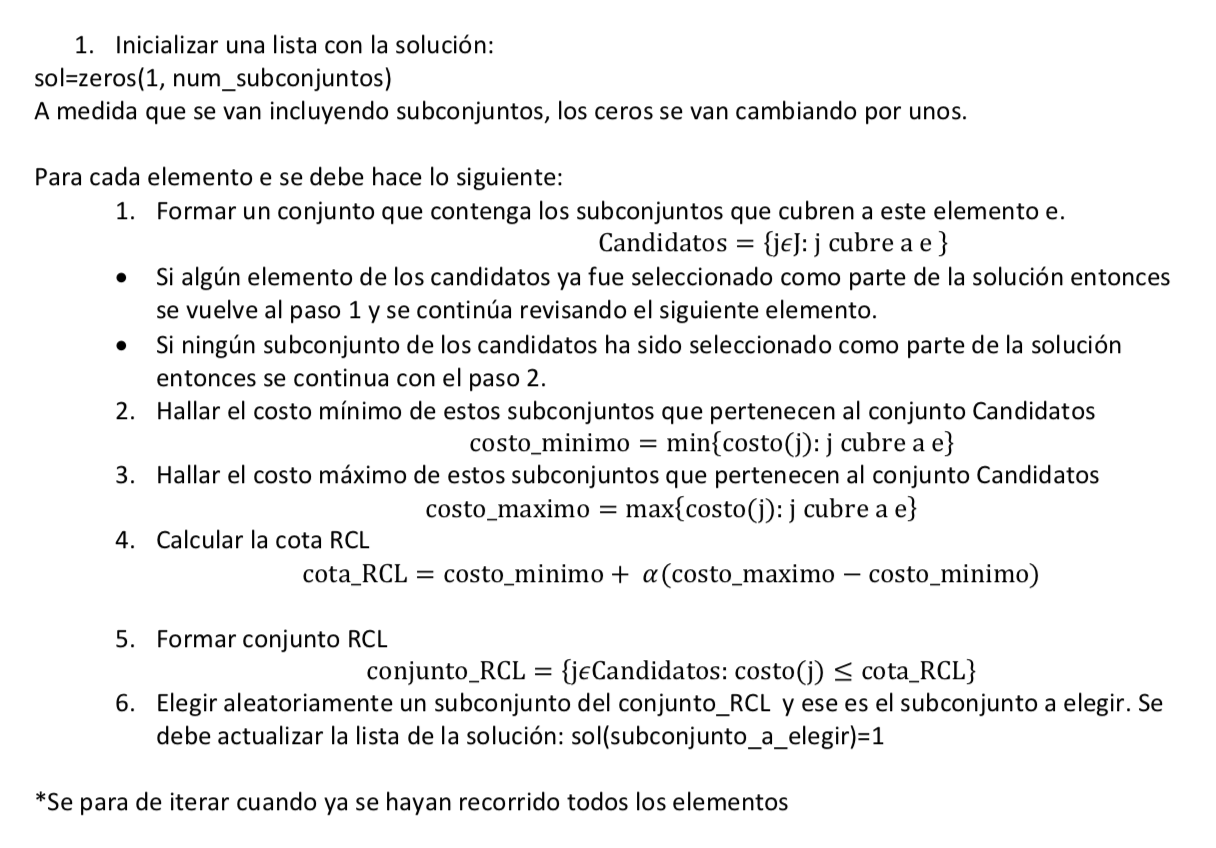 1. Inicializar una lista con la solución:
sol=zeros(1, num_subconjuntos)
A medida que se van incluyendo subconjuntos, los ceros se van cambiando por unos.
Para cada elemento e se debe hace lo siguiente:
1. Formar un conjunto que contenga los subconjuntos que cubren a este elemento e.
Candidatos = {jϵJ: j cubre a e }
• Si algún elemento de los candidatos ya fue seleccionado como parte de la solución entonces
se vuelve al paso 1 y se continúa revisando el siguiente elemento.
• Si ningún subconjunto de los candidatos ha sido seleccionado como parte de la solución
entonces se continua con el paso 2.
2. Hallar el costo mínimo de estos subconjuntos que pertenecen al conjunto Candidatos
costo_minimo = min{costo(j): j cubre a e}
3. Hallar el costo máximo de estos subconjuntos que pertenecen al conjunto Candidatos
costo_maximo = max{costo(j): j cubre a e}
4. Calcular la cota RCL
cota_RCL = costo_minimo + α(costo_maximo − costo_minimo)
5. Formar conjunto RCL
conjunto_RCL = {jϵCandidatos: costo(j) ≤ cota_RCL}
6. Elegir aleatoriamente un subconjunto del conjunto_RCL y ese es el subconjunto a elegir. Se
debe actualizar la lista de la solución: sol(subconjunto_a_elegir)=1
*Se para de iterar cuando ya se hayan recorrido todos los elementos